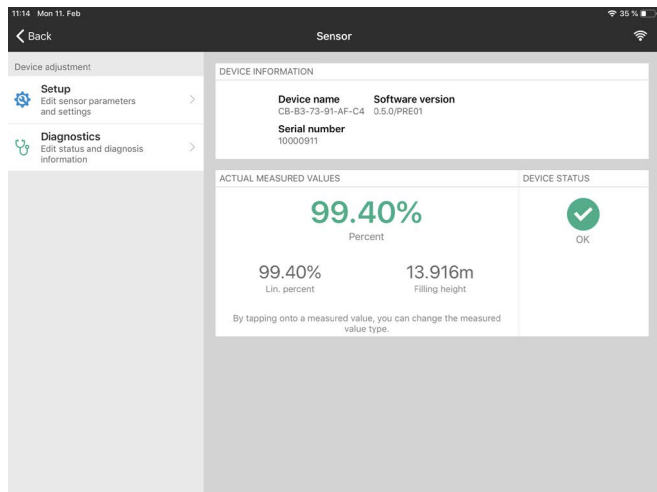 11:14 Mon 11. Feb
35 %
Back
Sensor
Device adjustment
Setup
Edit sensor parameters
and settings
Diagnostics
Edit status and diagnosis
information
DEVICE INFORMATION
Device name
CB-B3-73-91-AF-C4
Software version
0.5.0/PRE01
Serial number
10000911
ACTUAL MEASURED VALUES
99.40%
Percent
99.40%
Lin. percent
13.916m
Filling height
By tapping onto a measured value, you can change the measured
value type.
DEVICE STATUS
OK